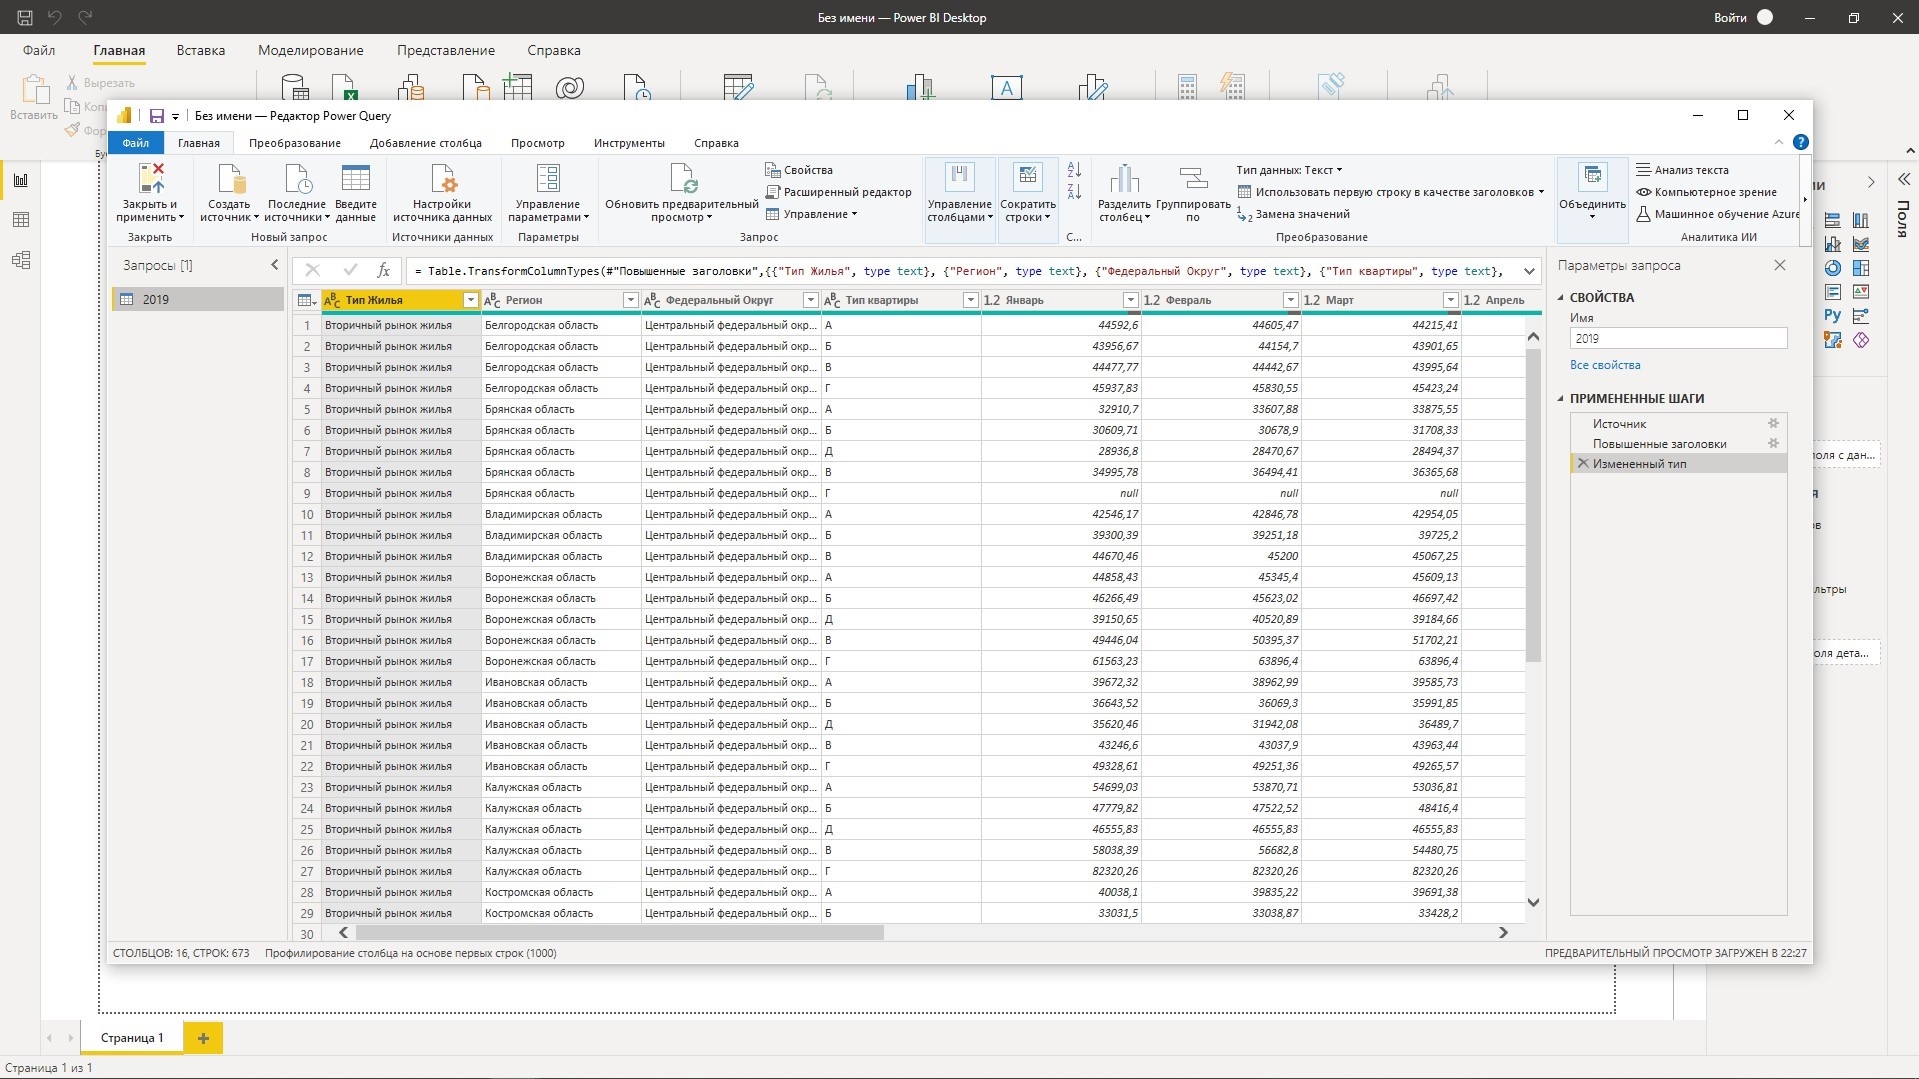 Без имени — Power BI Desktop
Войти
Файл Главная Вставка Моделирование Представление Справка
Вставить
Вырезать
Без имени — Редактор Power Query
Файл Главная Преобразование Добавление столбца Просмотр Инструменты Справка
Закрыть и применить
Закрыть
Создать источник
Последние источники
Введите данные
Новый запрос
Настройки источника данных
Источники данных
Управление параметрами
Параметры
Обновить предварительный просмотр
Свойства
Расширенный редактор
Управление
Запрос
Управление столбцами
Сократить строки
С...
Разделить столбец
Группировать по
Тип данных: Текст
Использовать первую строку в качестве заголовков
Замена значений
Преобразование
Объединить
Анализ текста
Компьютерное зрение
Машинное обучение Azure
Аналитика ИИ
Поля
Запросы [1]
2019
= Table.TransformColumnTypes(#"Повышенные заголовки",{{"Тип Жилья", type text}, {"Регион", type text}, {"Федеральный Округ", type text}, {"Тип квартиры", type text},
Тип Жилья Регион Федеральный Округ Тип квартиры 1.2 Январь 1.2 Февраль 1.2 Март 1.2 Апрель
1 Вторичный рынок жилья Белгородская область Центральный федеральный окр... А 44592,6 44605,47 44215,41
2 Вторичный рынок жилья Белгородская область Центральный федеральный окр... Б 43956,67 44154,7 43901,65
3 Вторичный рынок жилья Белгородская область Центральный федеральный окр... В 44477,77 44442,67 43995,64
4 Вторичный рынок жилья Белгородская область Центральный федеральный окр... Г 45937,83 45830,55 45423,24
5 Вторичный рынок жилья Брянская область Центральный федеральный окр... А 32910,7 33607,88 33875,55
6 Вторичный рынок жилья Брянская область Центральный федеральный окр... Б 30609,71 30678,9 31708,33
7 Вторичный рынок жилья Брянская область Центральный федеральный окр... Д 28936,8 28470,67 28494,37
8 Вторичный рынок жилья Брянская область Центральный федеральный окр... В 34995,78 36494,41 36365,68
9 Вторичный рынок жилья Брянская область Центральный федеральный окр... Г null null null
10 Вторичный рынок жилья Владимирская область Центральный федеральный окр... А 42546,17 42846,78 42954,05
11 Вторичный рынок жилья Владимирская область Центральный федеральный окр... Б 39300,39 39251,18 39725,2
12 Вторичный рынок жилья Владимирская область Центральный федеральный окр... В 44670,46 45200 45067,25
13 Вторичный рынок жилья Воронежская область Центральный федеральный окр... А 44858,43 45345,4 45609,13
14 Вторичный рынок жилья Воронежская область Центральный федеральный окр... Б 46266,49 45623,02 46697,42
15 Вторичный рынок жилья Воронежская область Центральный федеральный окр... Д 39150,65 40520,89 39184,66
16 Вторичный рынок жилья Воронежская область Центральный федеральный окр... В 49446,04 50395,37 51702,21
17 Вторичный рынок жилья Воронежская область Центральный федеральный окр... Г 61563,23 63896,4 63896,4
18 Вторичный рынок жилья Ивановская область Центральный федеральный окр... А 39672,32 38962,99 39585,73
19 Вторичный рынок жилья Ивановская область Центральный федеральный окр... Б 36643,52 36069,3 35991,85
20 Вторичный рынок жилья Ивановская область Центральный федеральный окр... Д 35620,46 31942,08 36489,7
21 Вторичный рынок жилья Ивановская область Центральный федеральный окр... В 43246,6 43037,9 43963,44
22 Вторичный рынок жилья Ивановская область Центральный федеральный окр... Г 49328,61 49251,36 49265,57
23 Вторичный рынок жилья Калужская область Центральный федеральный окр... А 54699,03 53870,71 53036,81
24 Вторичный рынок жилья Калужская область Центральный федеральный окр... Б 47779,82 47522,52 48416,4
25 Вторичный рынок жилья Калужская область Центральный федеральный окр... Д 46555,83 46555,83 46555,83
26 Вторичный рынок жилья Калужская область Центральный федеральный окр... В 58038,39 56682,8 54480,75
27 Вторичный рынок жилья Калужская область Центральный федеральный окр... Г 82320,26 82320,26 82320,26
28 Вторичный рынок жилья Костромская область Центральный федеральный окр... А 40038,1 39835,22 39691,38
29 Вторичный рынок жилья Костромская область Центральный федеральный окр... Б 33031,5 33038,87 33428,2
30
Параметры запроса
СВОЙСТВА
Имя
2019
Все свойства
ПРИМЕНЕННЫЕ ШАГИ
Источник
Повышенные заголовки
Измененный тип
СТОЛБЦОВ: 16, СТРОК: 673 Профилирование столбца на основе первых строк (1000)
ПРЕДВАРИТЕЛЬНЫЙ ПРОСМОТР ЗАГРУЖЕН В 22:27
Страница 1
Страница 1 из 1